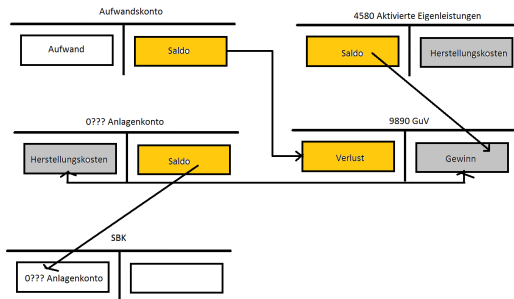 Aufwandskonto
4580 Aktivierte Eigenleistungen
Aufwand
Saldo
Saldo
Herstellungskosten
0??? Anlagenkonto
9890 GuV
Herstellungskosten
Saldo
Verlust
Gewinn
SBK
0??? Anlagenkonto